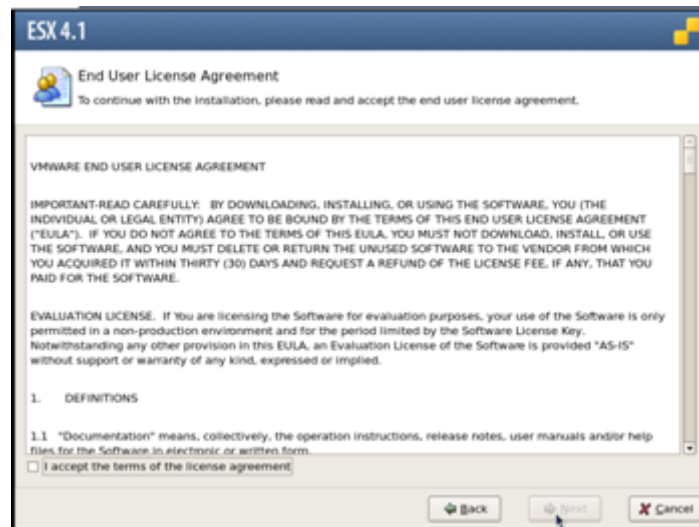 ESX 4.1
End User License Agreement
To continue with the installation, please read and accept the end user license agreement.
VMWARE END USER LICENSE AGREEMENT
IMPORTANT-READ CAREFULLY: BY DOWNLOADING, INSTALLING, OR USING THE SOFTWARE, YOU (THE
INDIVIDUAL OR LEGAL ENTITY) AGREE TO BE BOUND BY THE TERMS OF THIS END USER LICENSE AGREEMENT
("EULA"). IF YOU DO NOT AGREE TO THE TERMS OF THIS EULA, YOU MUST NOT DOWNLOAD, INSTALL, OR USE
THE SOFTWARE, AND YOU MUST DELETE OR RETURN THE UNUSED SOFTWARE TO THE VENDOR FROM WHICH
YOU ACQUIRED IT WITHIN THIRTY (30) DAYS AND REQUEST A REFUND OF THE LICENSE FEE, IF ANY, THAT YOU
PAID FOR THE SOFTWARE.
EVALUATION LICENSE. If You are licensing the Software for evaluation purposes, your use of the Software is only
permitted in a non-production environment and for the period limited by the Software License Key.
Notwithstanding any other provision in this EULA, an Evaluation License of the Software is provided "AS-IS"
without support or warranty of any kind, expressed or implied.
1. DEFINITIONS
1.1 "Documentation" means, collectively, the operation instructions, release notes, user manuals and/or help
files for the Software in electronic or written form.
I accept the terms of the license agreement
Back Next Cancel